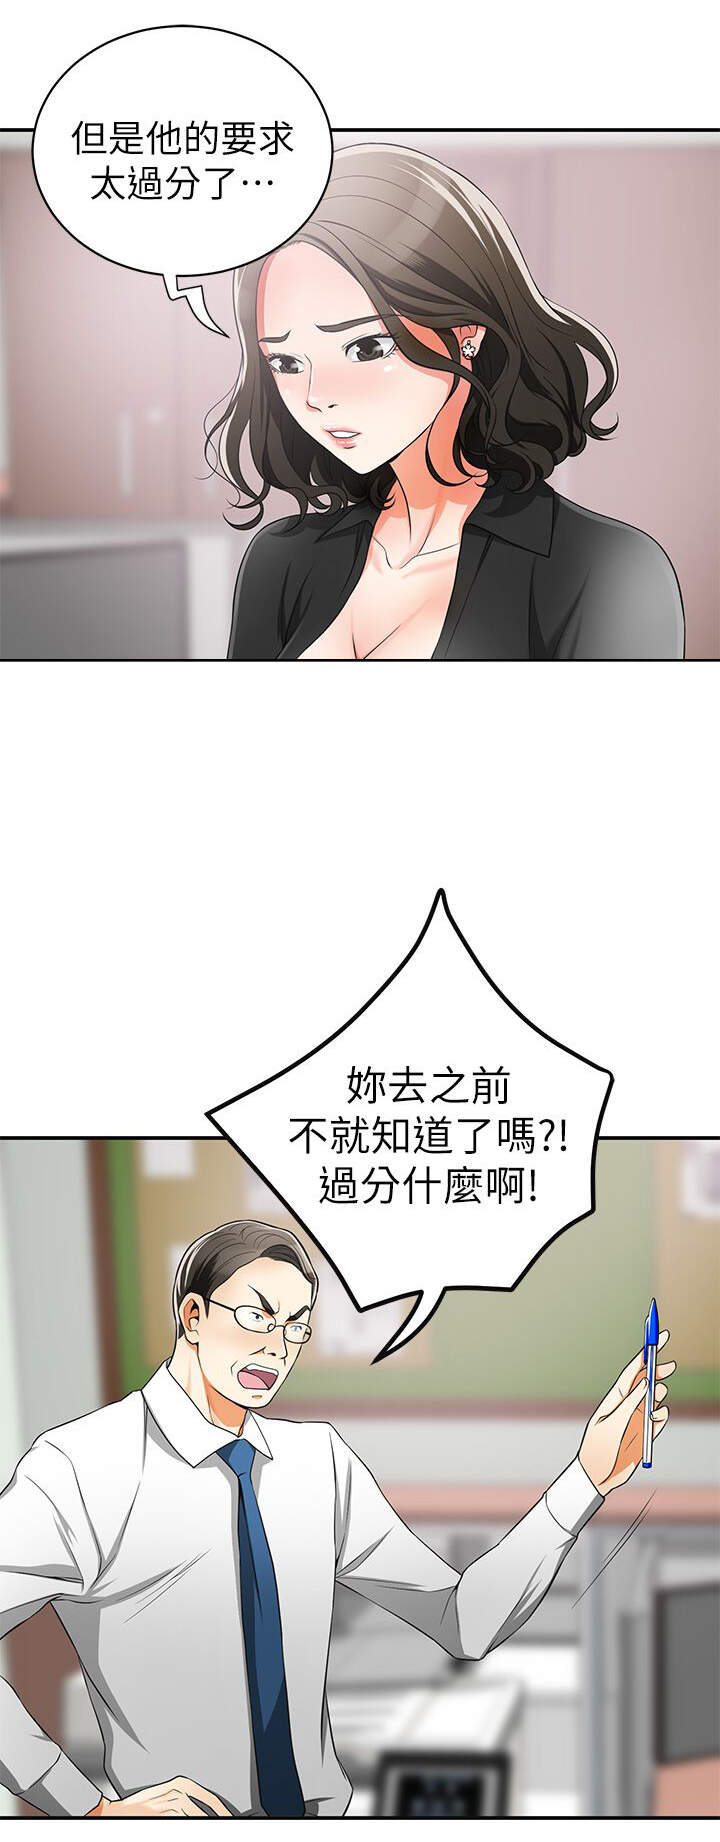 但是他的要求
太過分了⋯
妳去之前
不就知道了嗎?!
過分什麼啊!